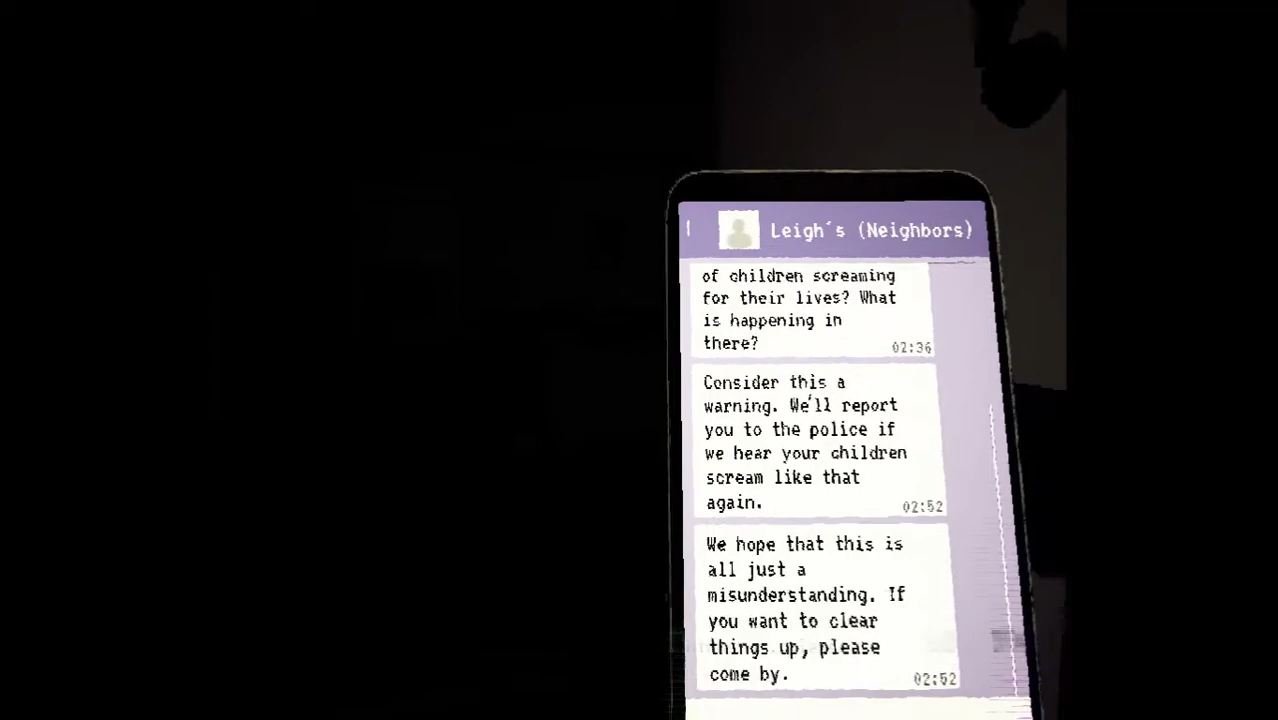 Leigh's (Neighbors)
of children screaming
for their lives? What
is happening in
there?
02:36
Consider this a
warning. We'll report
you to the police if
we hear your children
scream like that
again.
02:52
We hope that this is
all just a
misunderstanding. If
you want to clear
things up, please
come by.
02:52